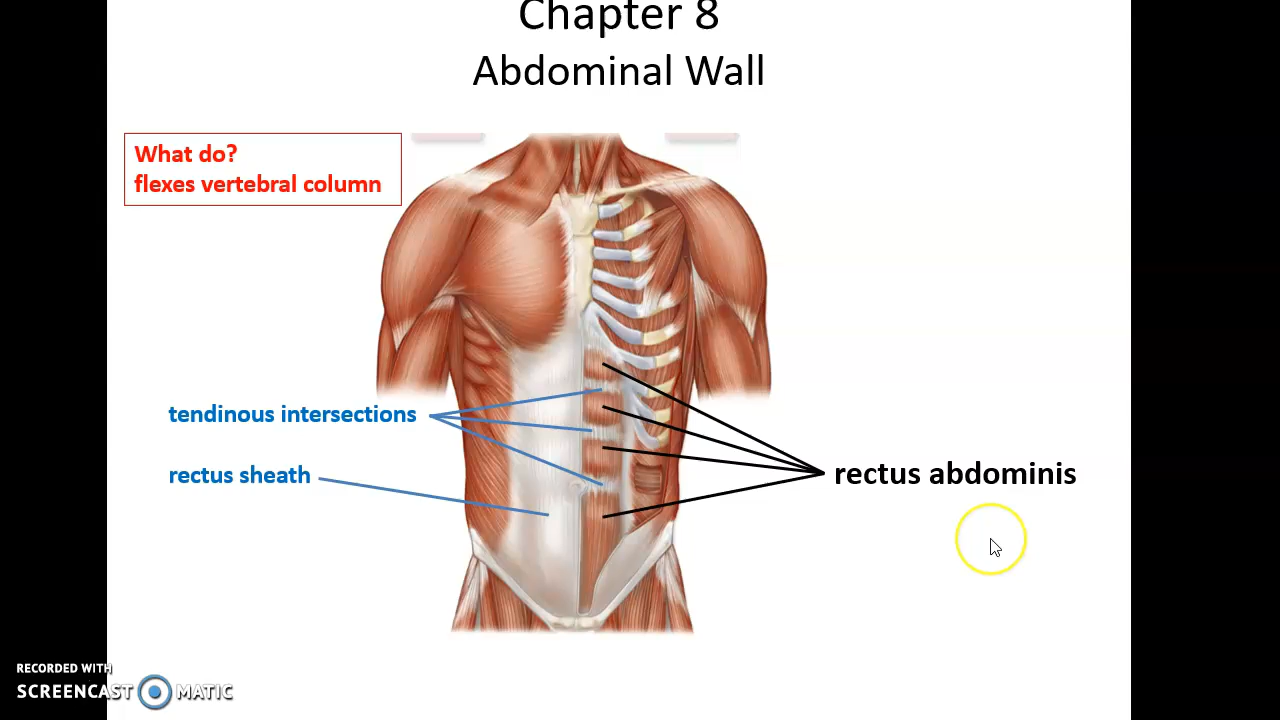 Chapter 8
Abdominal Wall
What do?
flexes vertebral column
tendinous intersections
rectus sheath
rectus abdominis
RECORDED WITH
SCREENCAST MATIC